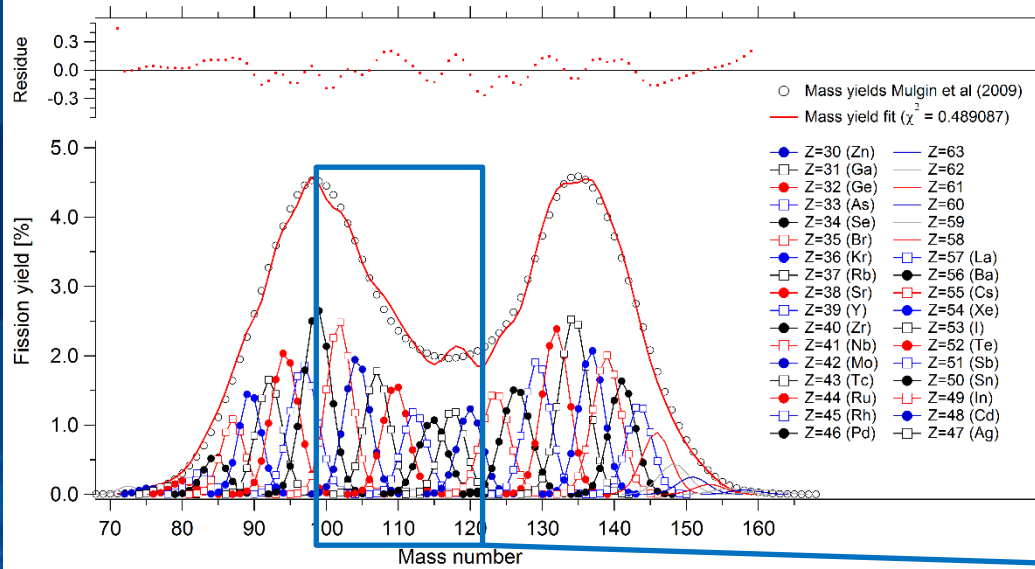 Residue
0.3
0.0
-0.3
Mass yields Mulgin et al (2009)
Mass yield fit (χ² = 0.489087)
Fission yield [%]
5.0
4.0
3.0
2.0
1.0
0.0
Z=30 (Zn) Z=63
Z=31 (Ga) Z=62
Z=32 (Ge) Z=61
Z=33 (As) Z=60
Z=34 (Se) Z=59
Z=35 (Br) Z=58
Z=36 (Kr) Z=57 (La)
Z=37 (Rb) Z=56 (Ba)
Z=38 (Sr) Z=55 (Cs)
Z=39 (Y) Z=54 (Xe)
Z=40 (Zr) Z=53 (I)
Z=41 (Nb) Z=52 (Te)
Z=42 (Mo) Z=51 (Sb)
Z=43 (Tc) Z=50 (Sn)
Z=44 (Ru) Z=49 (In)
Z=45 (Rh) Z=48 (Cd)
Z=46 (Pd) Z=47 (Ag)
70 80 90 100 110 120 130 140 150 160
Mass number